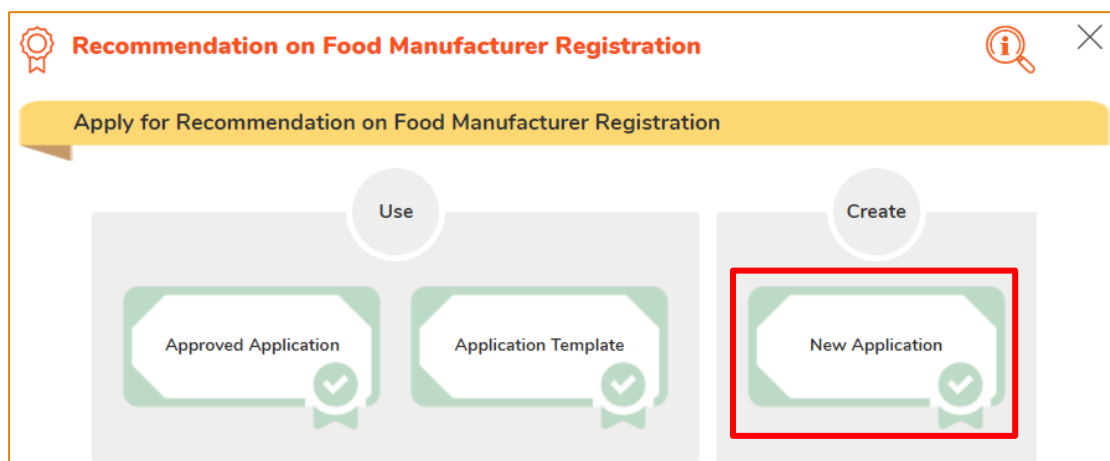 Recommendation on Food Manufacturer Registration
Apply for Recommendation on Food Manufacturer Registration
Use
Create
Approved Application
Application Template
New Application